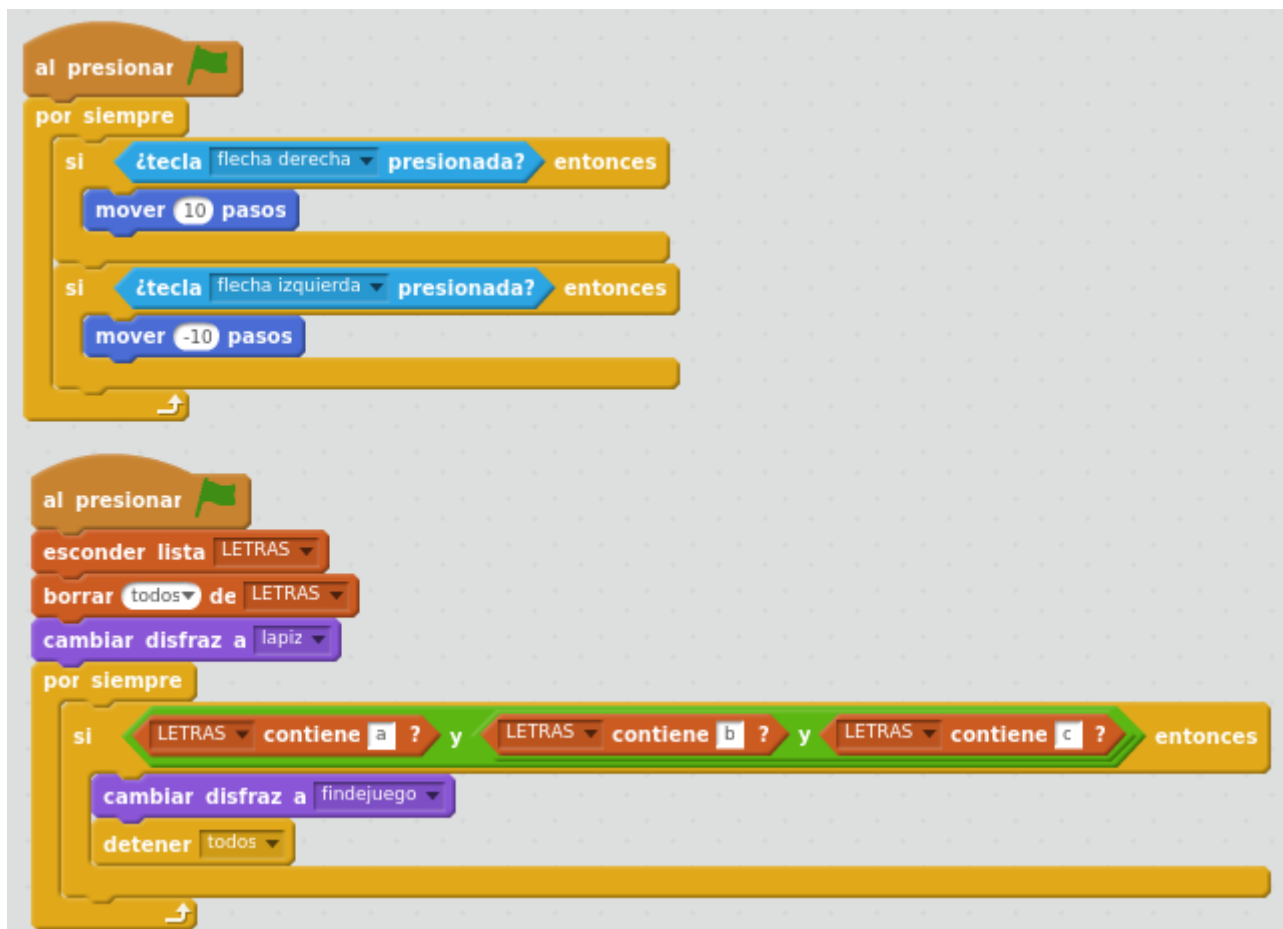 al presionar
por siempre
si ¿tecla flecha derecha presionada? entonces
mover 10 pasos
si ¿tecla flecha izquierda presionada? entonces
mover -10 pasos
al presionar
esconder lista LETRAS
borrar todos de LETRAS
cambiar disfraz a lapiz
por siempre
si LETRAS contiene a ? y LETRAS contiene b ? y LETRAS contiene c ? entonces
cambiar disfraz a findejuego
detener todos